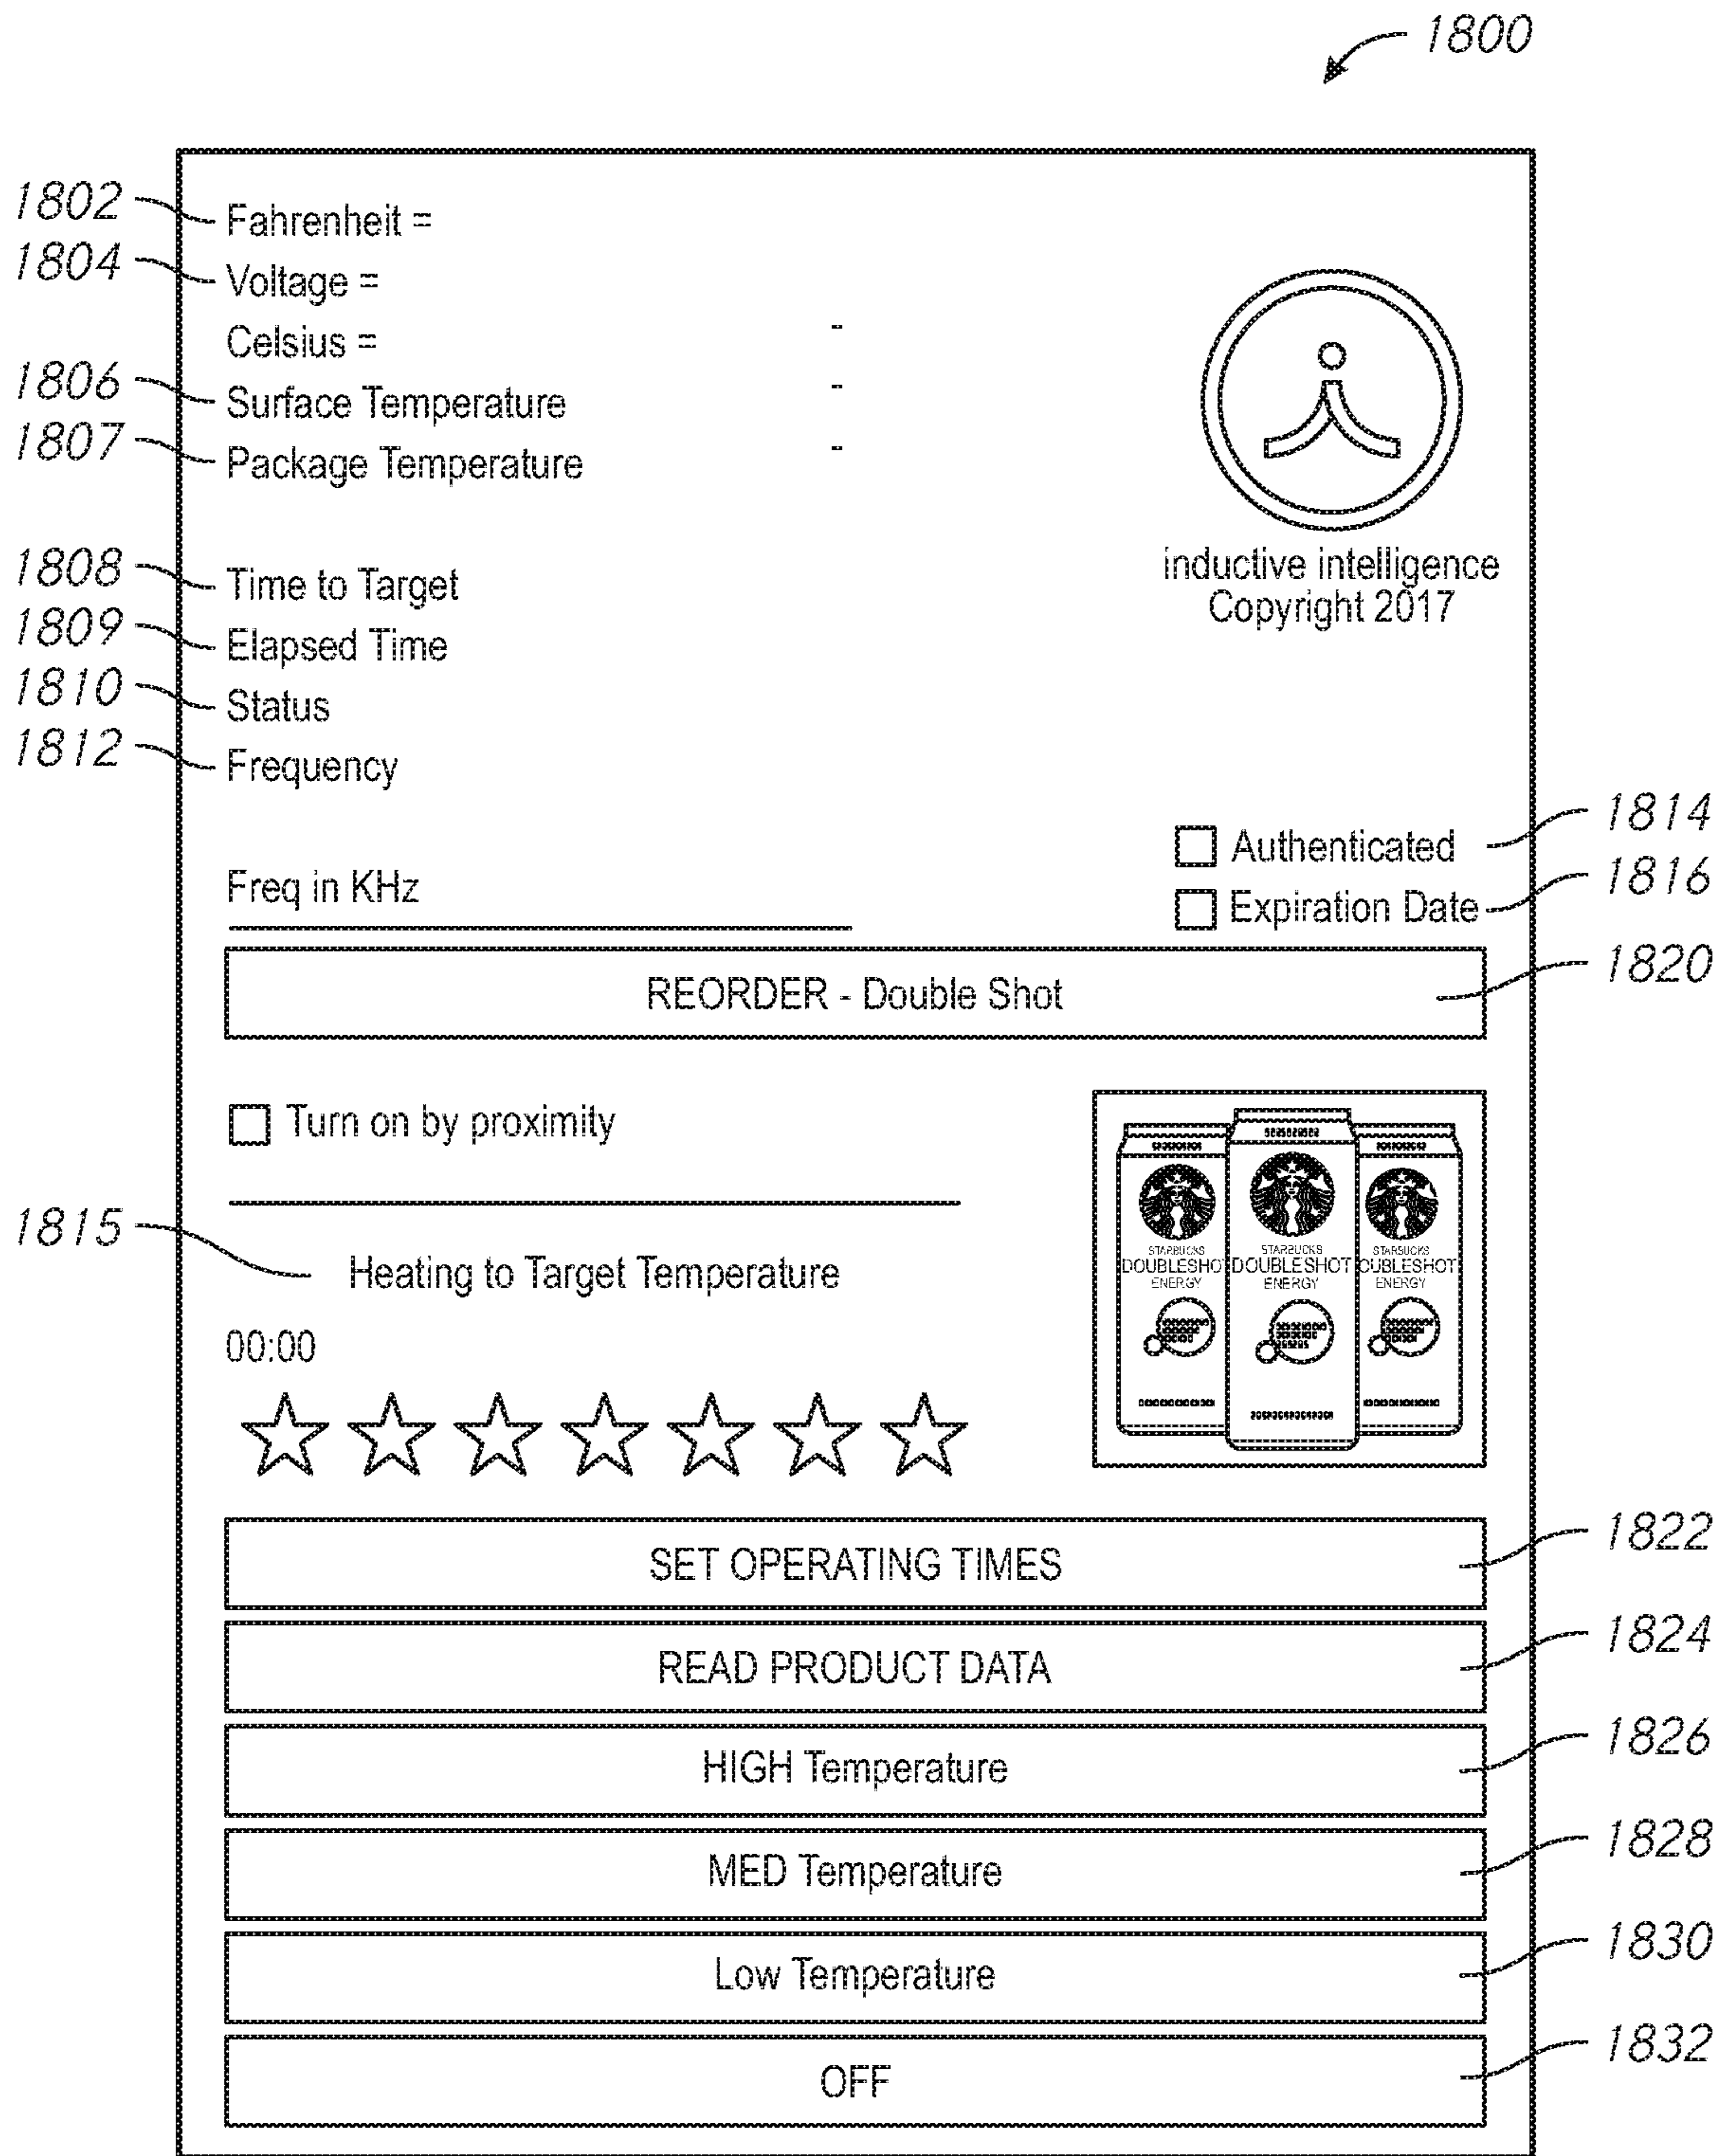 1800
1802 Fahrenheit =
1804 Voltage =
Celsius = -
1806 Surface Temperature -
1807 Package Temperature -
inductive intelligence
Copyright 2017
1808 Time to Target
1809 Elapsed Time
1810 Status
1812 Frequency
Authenticated 1814
Freq in KHz
Expiration Date 1816
REORDER - Double Shot 1820
Turn on by proximity
1815 Heating to Target Temperature
00:00
STARBUCKS STARBUCKS STARBUCKS
DOUBLESHO DOUBLESHOT OUBLESHOT
ENERGY ENERGY ENERGY
SET OPERATING TIMES 1822
READ PRODUCT DATA 1824
HIGH Temperature 1826
MED Temperature 1828
Low Temperature 1830
OFF 1832